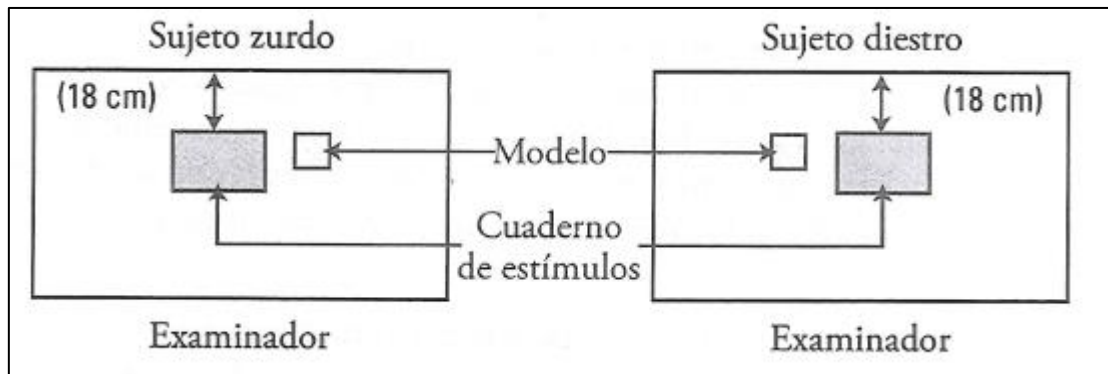 Sujeto zurdo
Sujeto diestro
(18 cm)
(18 cm)
Modelo
Cuaderno
de estímulos
Examinador
Examinador